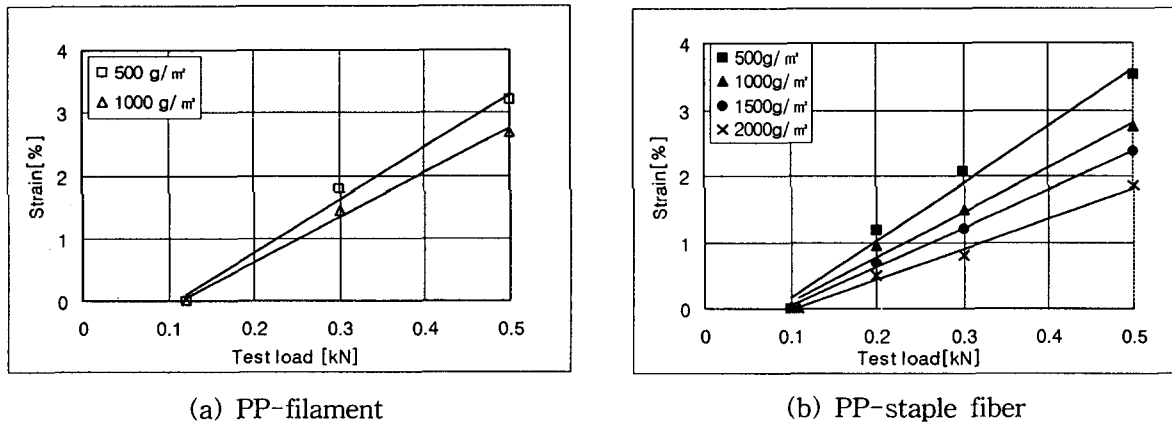 4
3
2
1
0
Strain[%]
□ 500 g/㎡
△ 1000 g/㎡
0 0.1 0.2 0.3 0.4 0.5
Test load [kN]
(a) PP-filament
4
3
2
1
0
Strain[%]
■ 500g/㎡
▲ 1000g/㎡
● 1500g/㎡
× 2000g/㎡
0 0.1 0.2 0.3 0.4 0.5
Test load[kN]
(b) PP-staple fiber